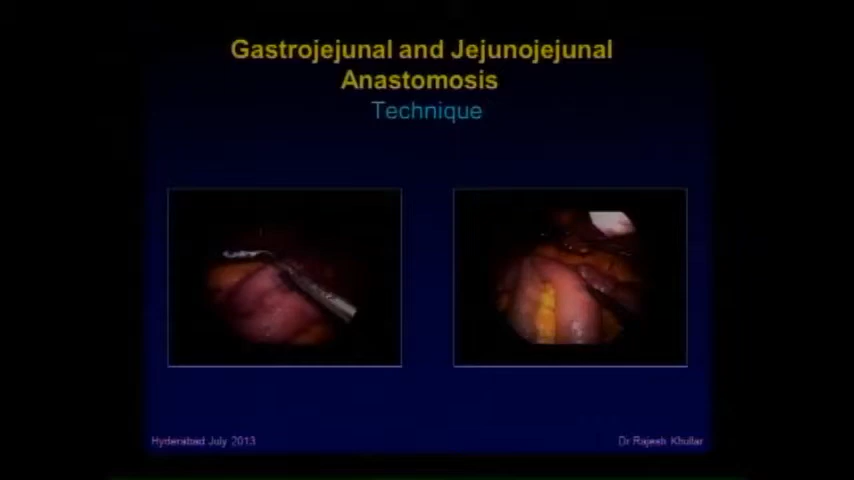 Gastrojejunal and Jejunojejunal
Anastomosis
Technique
Hyderabad July 2013
Dr Rajesh Khullar